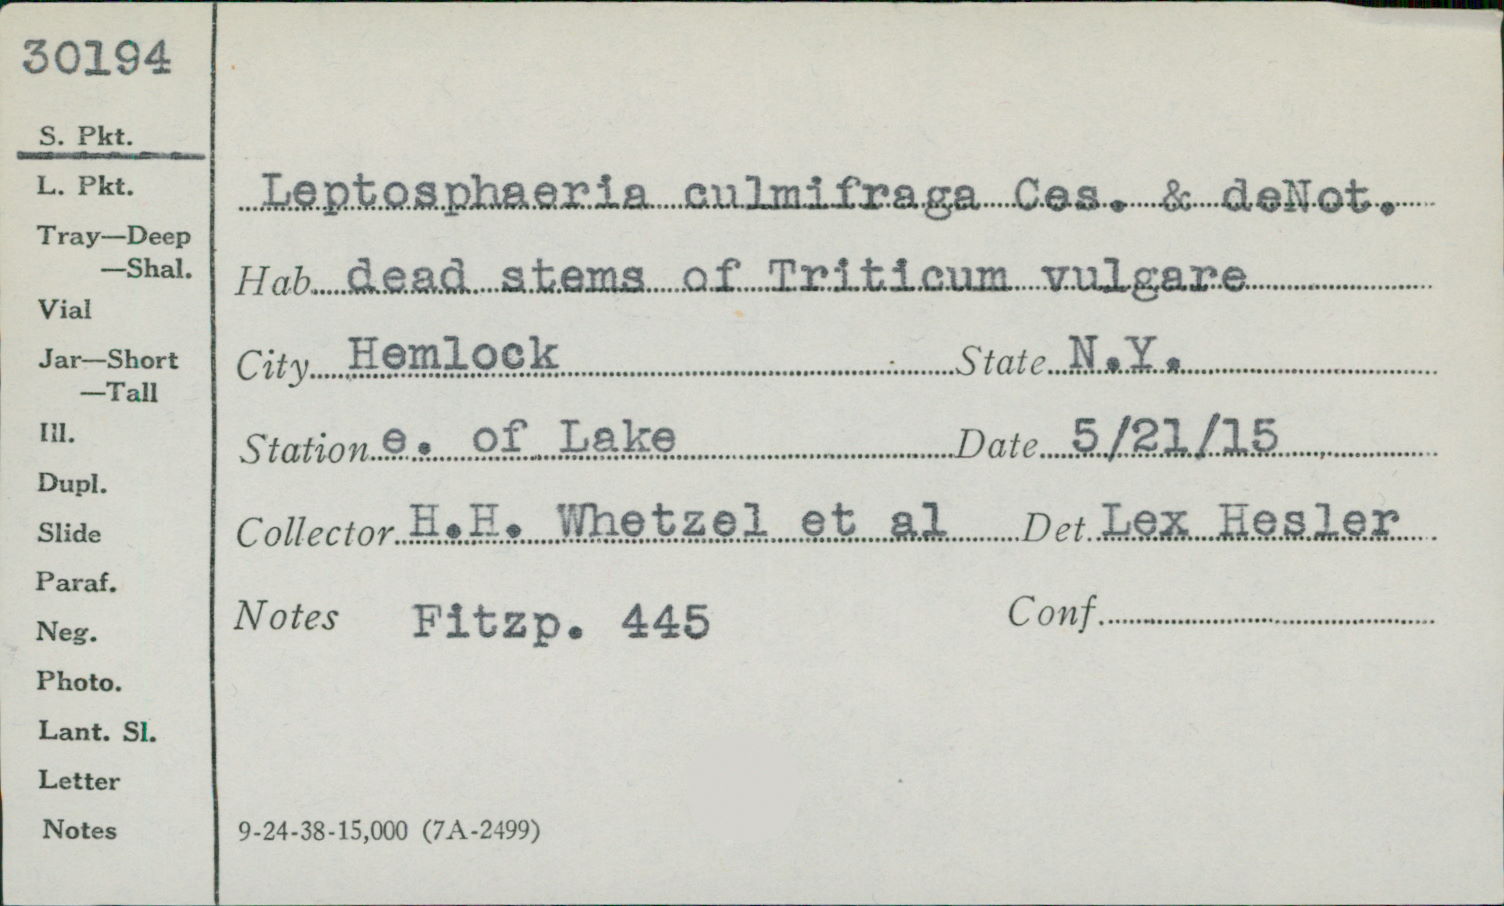 30194
S. Pkt.
L. Pkt.
Tray—Deep
—Shal.
Vial
Jar—Short
—Tall
Ill.
Dupl.
Slide
Paraf.
Neg.
Photo.
Lant. Sl.
Letter
Notes
Leptosphaeria culmifraga Ces. & deNot.
Hab. dead stems of Triticum vulgare
City Hemlock State N.Y.
Station e. of Lake Date 5/21/15
Collector H.H. Whetzel et al Det. Lex Hesler
Notes Fitzp. 445 Conf.
9-24-38-15,000 (7A-2499)